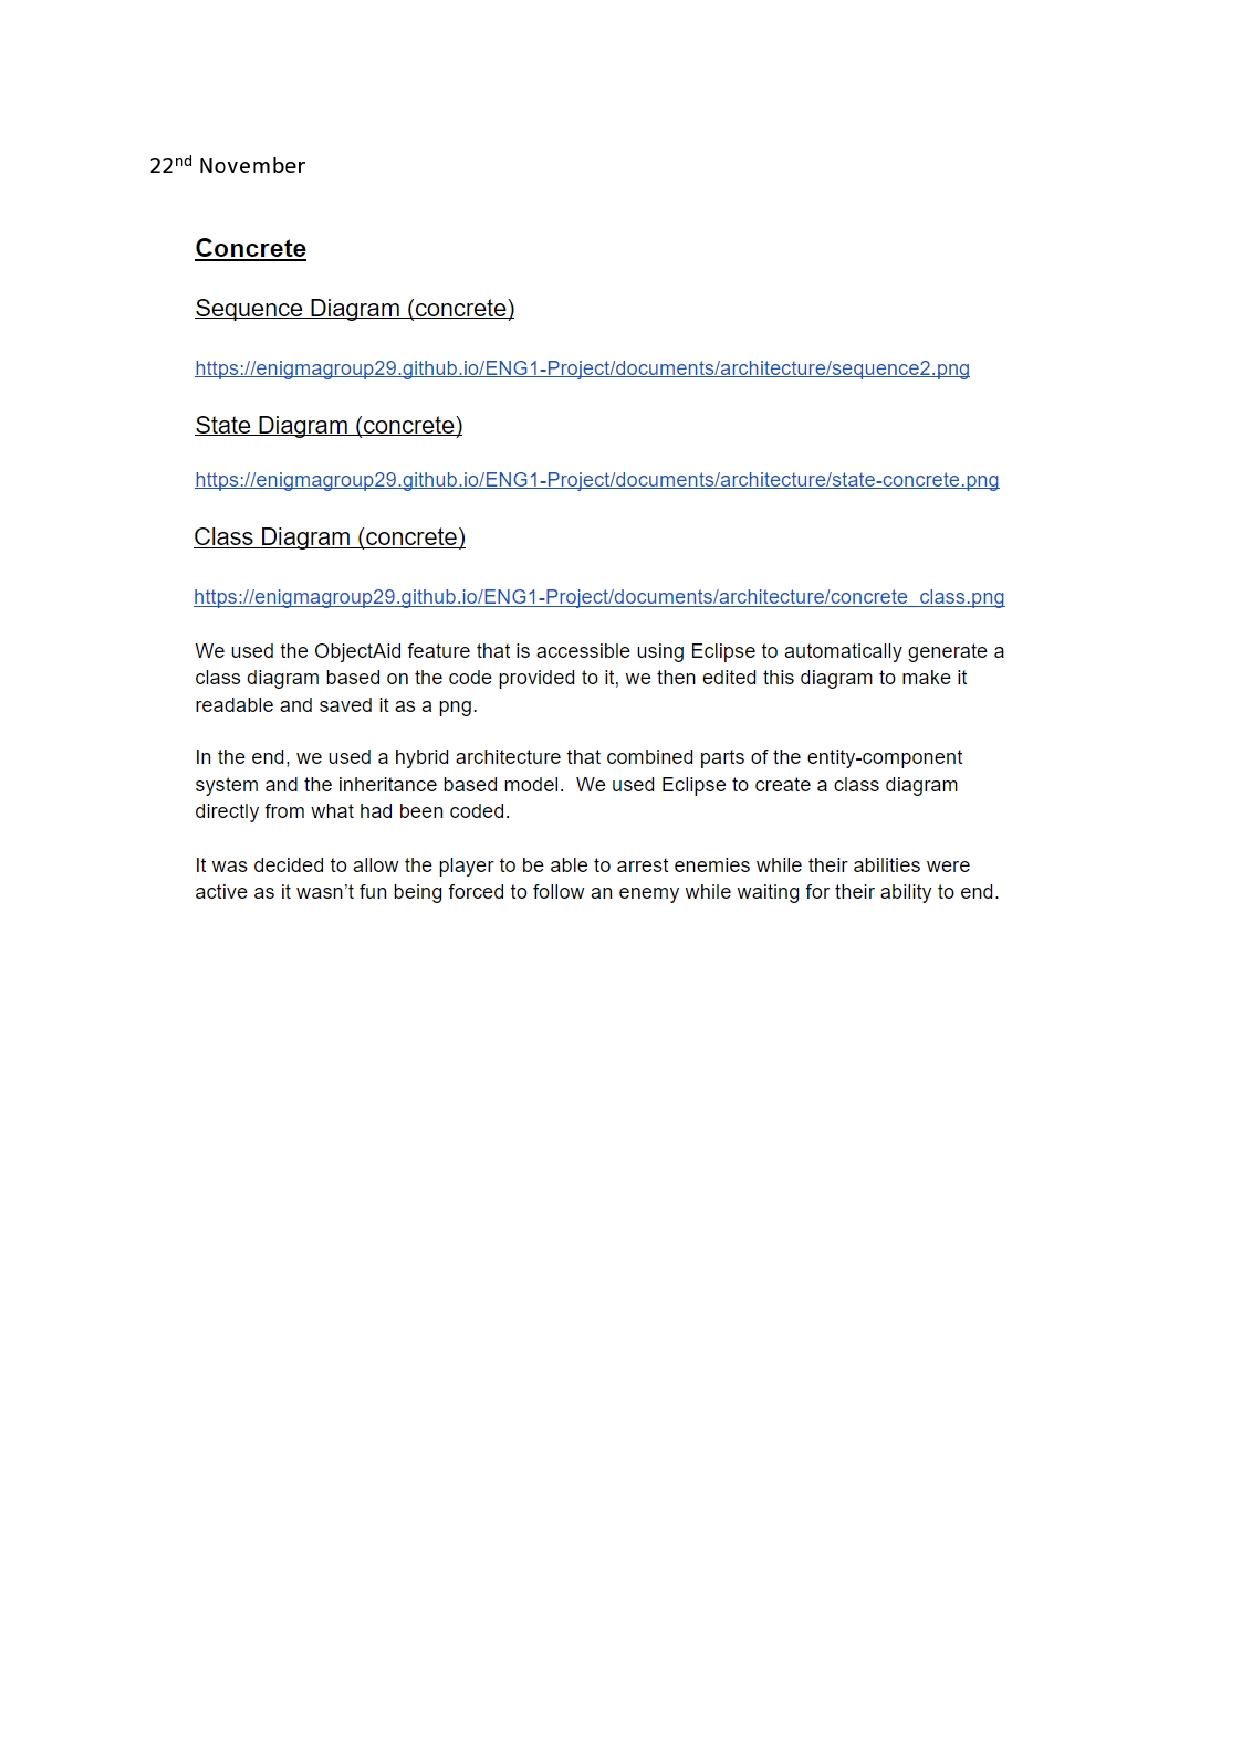 22nd November
Concrete
Sequence Diagram (concrete)
https://enigmagroup29.github.io/ENG1-Project/documents/architecture/sequence2.png
State Diagram (concrete)
https://enigmagroup29.github.io/ENG1-Project/documents/architecture/state-concrete.png
Class Diagram (concrete)
https://enigmagroup29.github.io/ENG1-Project/documents/architecture/concrete_class.png
We used the ObjectAid feature that is accessible using Eclipse to automatically generate a
class diagram based on the code provided to it, we then edited this diagram to make it
readable and saved it as a png.
In the end, we used a hybrid architecture that combined parts of the entity-component
system and the inheritance based model.  We used Eclipse to create a class diagram
directly from what had been coded.
It was decided to allow the player to be able to arrest enemies while their abilities were
active as it wasn’t fun being forced to follow an enemy while waiting for their ability to end.